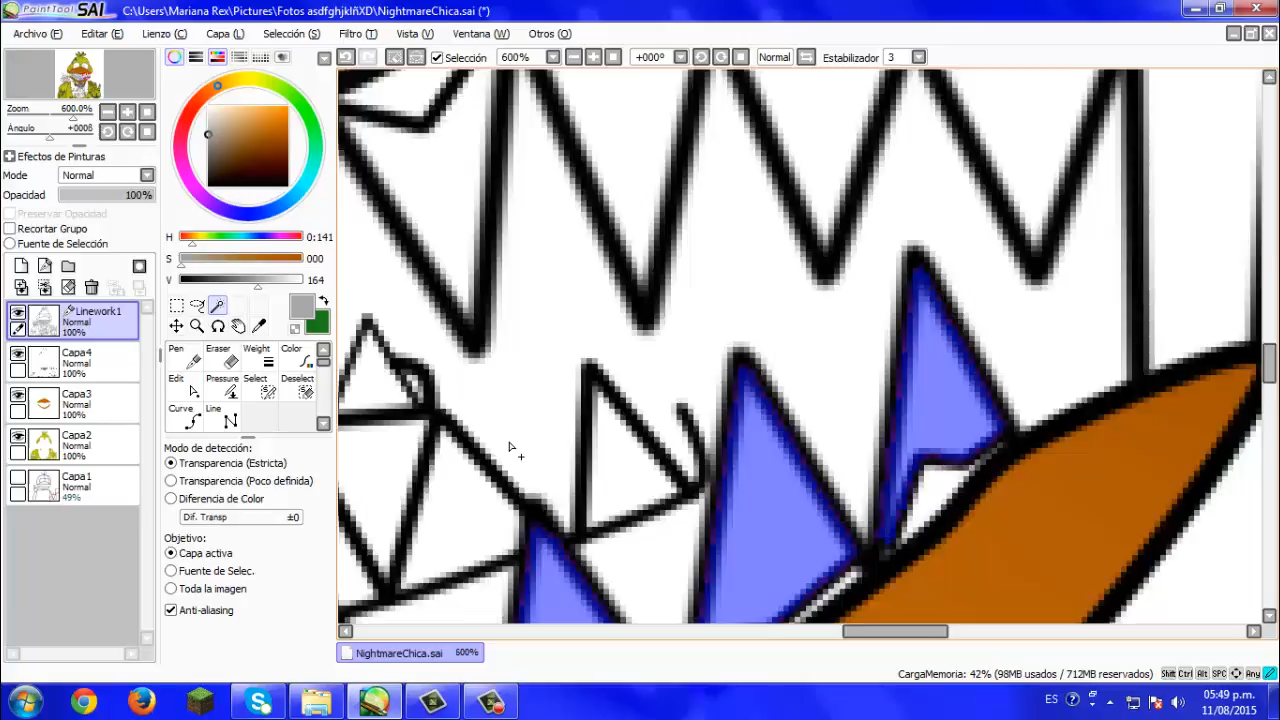 PaintTool SAI C:\Users\Mariana Rex\Pictures\Fotos asdfghjklñXD\NightmareChica.sai (*)
Archivo (F) Editar (E) Lienzo (C) Capa (L) Selección (S) Filtro (T) Vista (V) Ventana (W) Otros (O)
Selección 600% +000° Normal Estabilizador 3
Zoom 600.0%
Ángulo +000ß
Efectos de Pinturas
Mode Normal
Opacidad 100%
Preservar Opacidad
Recortar Grupo
Fuente de Selección
H 0:141
S 000
V 164
Linework1
Normal
100%
Capa4
Normal
100%
Capa3
Normal
100%
Capa2
Normal
100%
Capa1
Normal
49%
Pen Eraser Weight Color
Edit Pressure Select Deselect
Curve Line
Modo de detección:
Transparencia (Estricta)
Transparencia (Poco definida)
Diferencia de Color
Dif. Transp ±0
Objetivo:
Capa activa
Fuente de Selec.
Toda la imagen
Anti-aliasing
NightmareChica.sai 600%
CargaMemoria: 42% (98MB usados / 712MB reservados) Shift Ctrl Alt SPC Any
ES 05:49 p.m.
11/08/2015